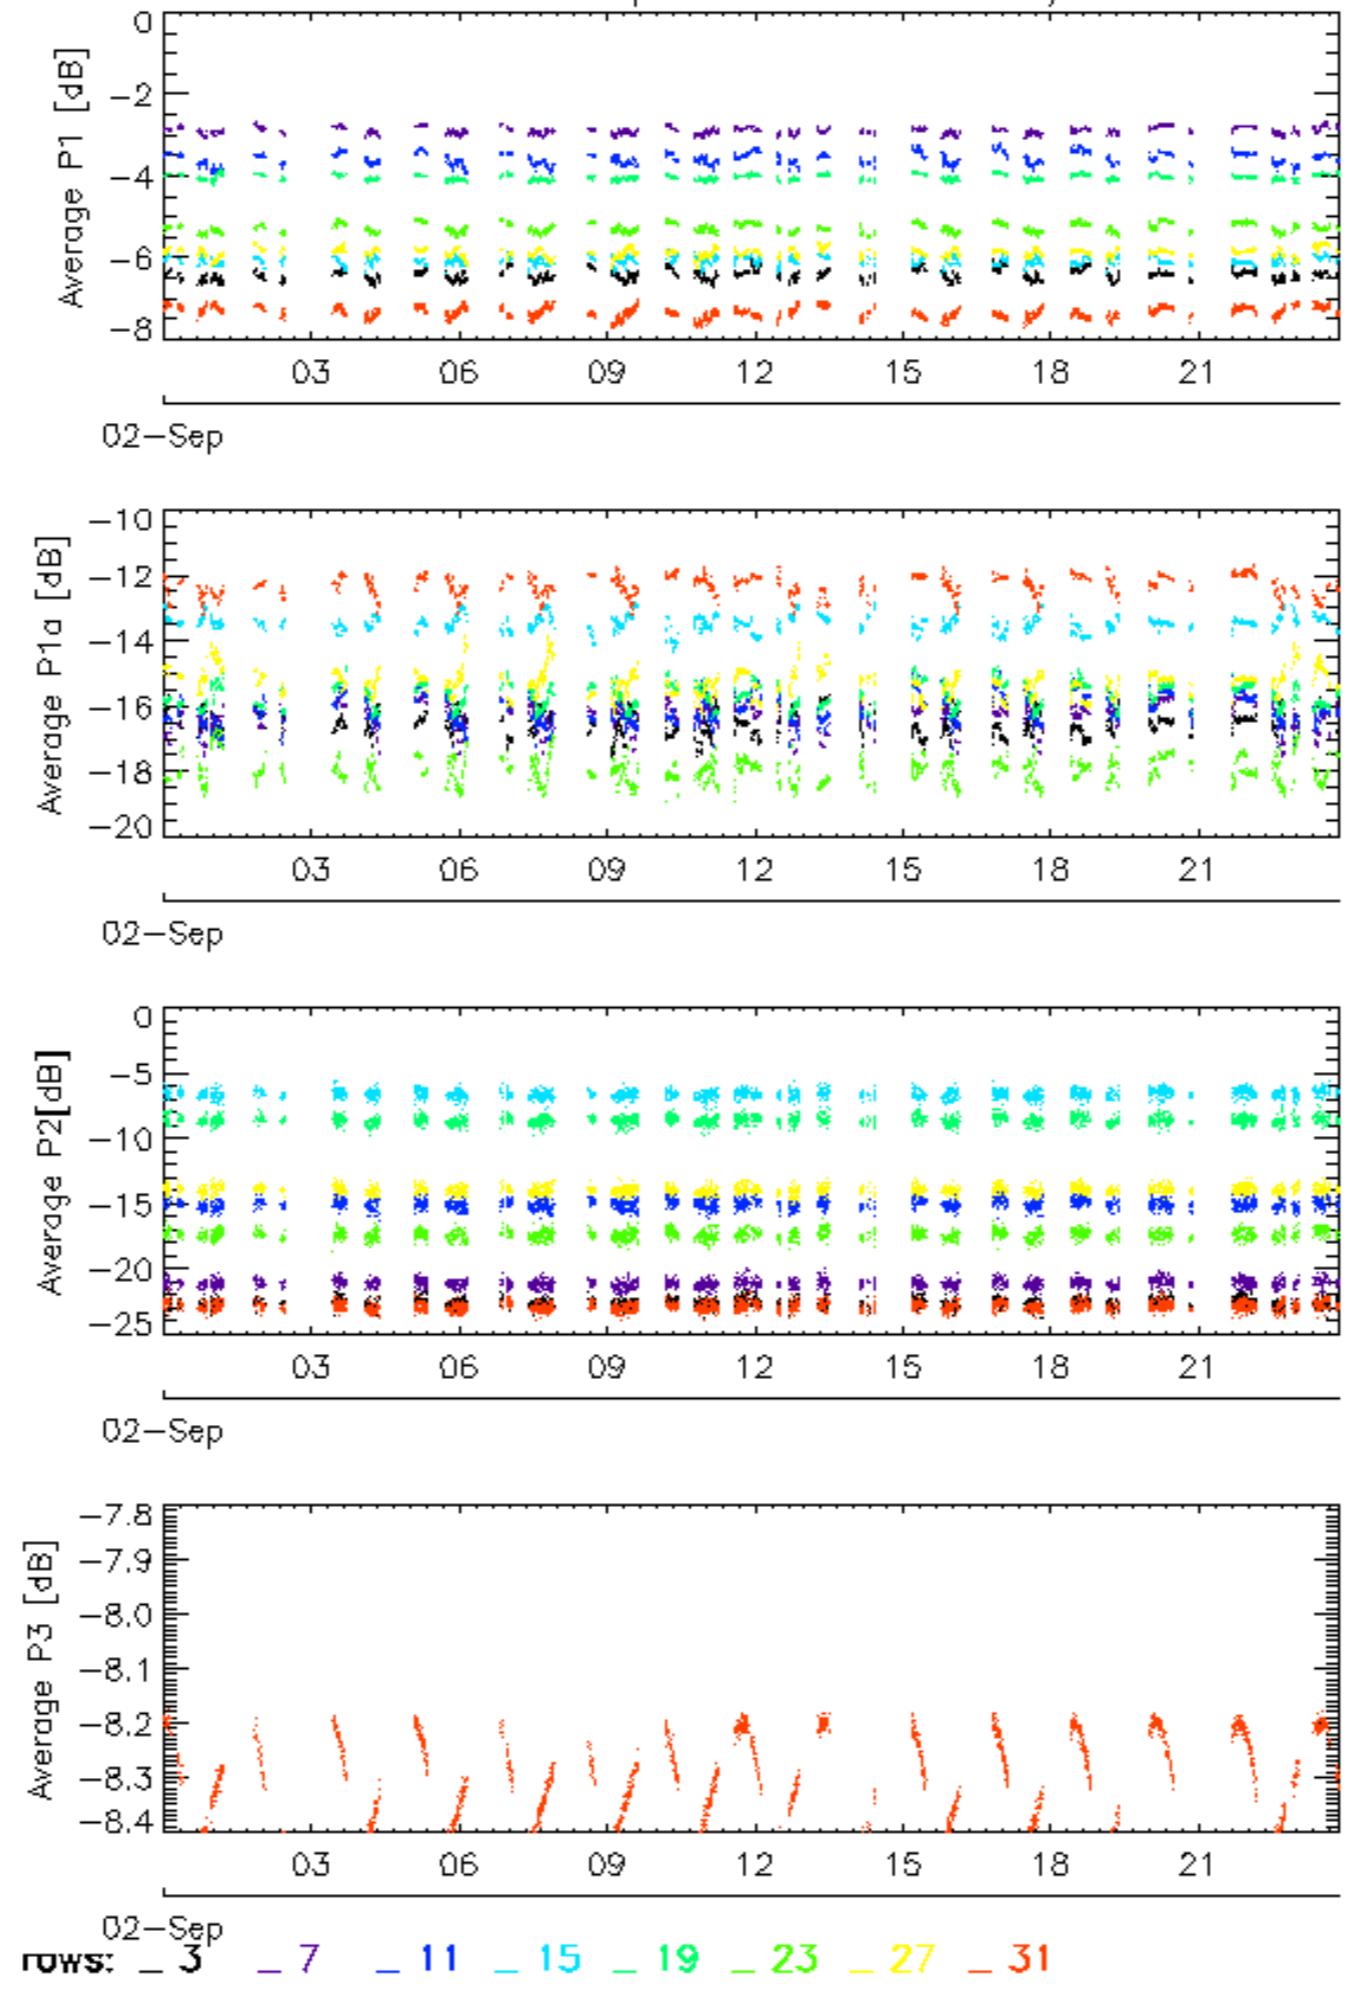 0
-2
-4
-6
-8
Average P1 [dB]
03 06 09 12 15 18 21
02-Sep
-10
-12
-14
-16
-18
-20
Average P1a [dB]
03 06 09 12 15 18 21
02-Sep
0
-5
-10
-15
-20
-25
Average P2[dB]
03 06 09 12 15 18 21
02-Sep
-7.8
-7.9
-8.0
-8.1
-8.2
-8.3
-8.4
Average P3 [dB]
03 06 09 12 15 18 21
02-Sep
rows: _ 3 _ 7 _ 11 _ 15 _ 19 _ 23 _ 27 _ 31